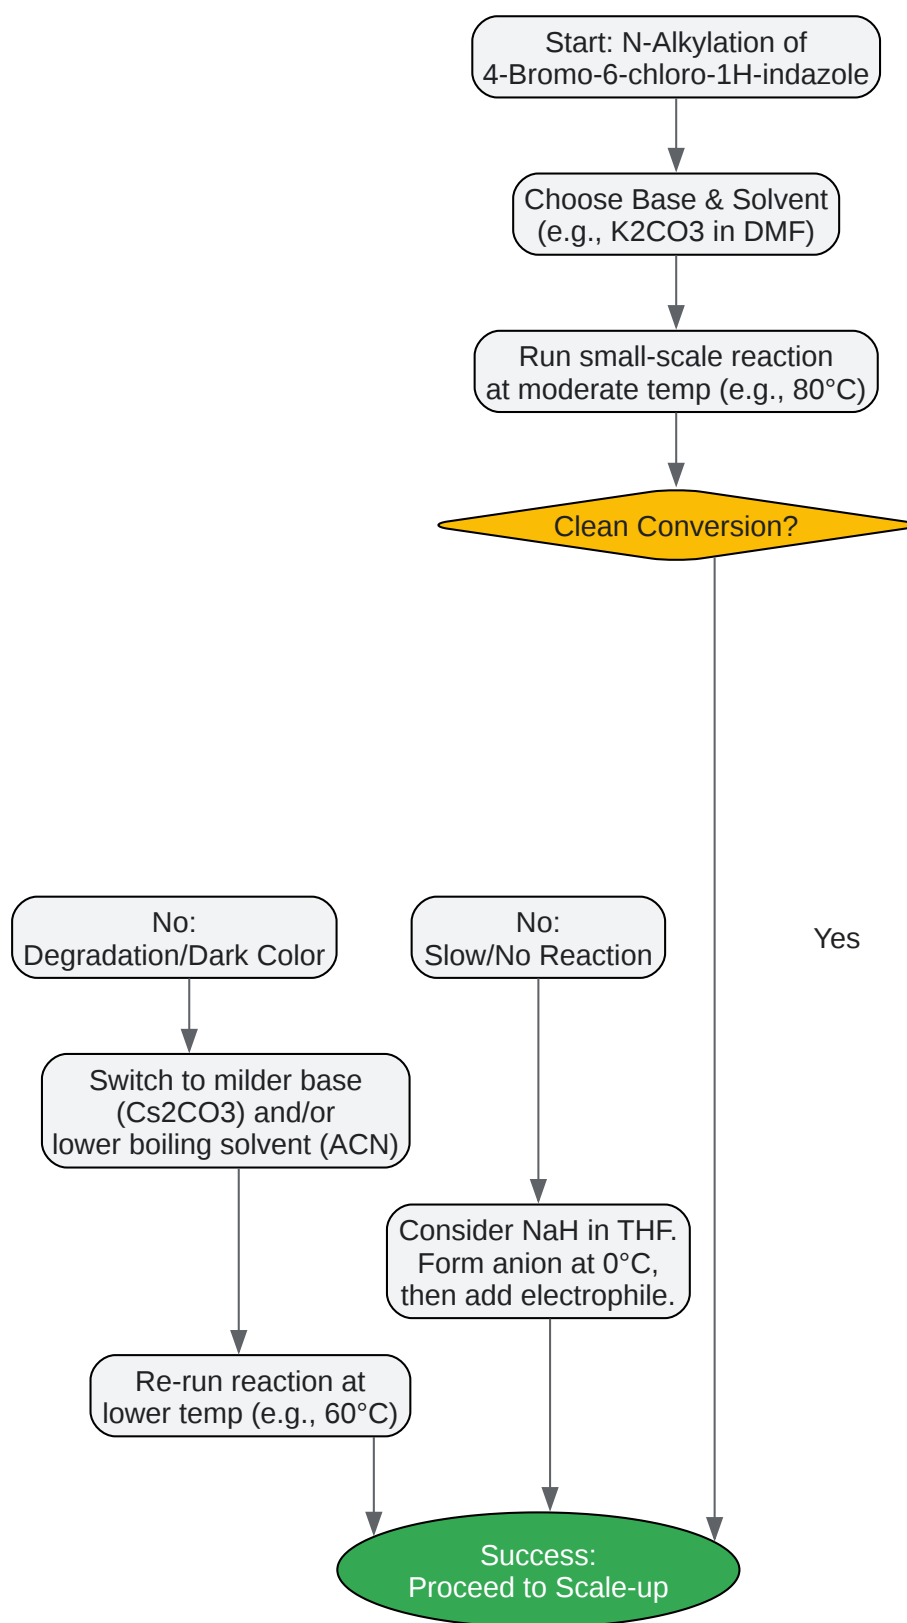 Start: N-Alkylation of
4-Bromo-6-chloro-1H-indazole
Choose Base & Solvent
(e.g., K2CO3 in DMF)
Run small-scale reaction
at moderate temp (e.g., 80°C)
Clean Conversion?
No:
Degradation/Dark Color
No:
Slow/No Reaction
Yes
Switch to milder base
(Cs2CO3) and/or
lower boiling solvent (ACN)
Consider NaH in THF.
Form anion at 0°C,
then add electrophile.
Re-run reaction at
lower temp (e.g., 60°C)
Success:
Proceed to Scale-up